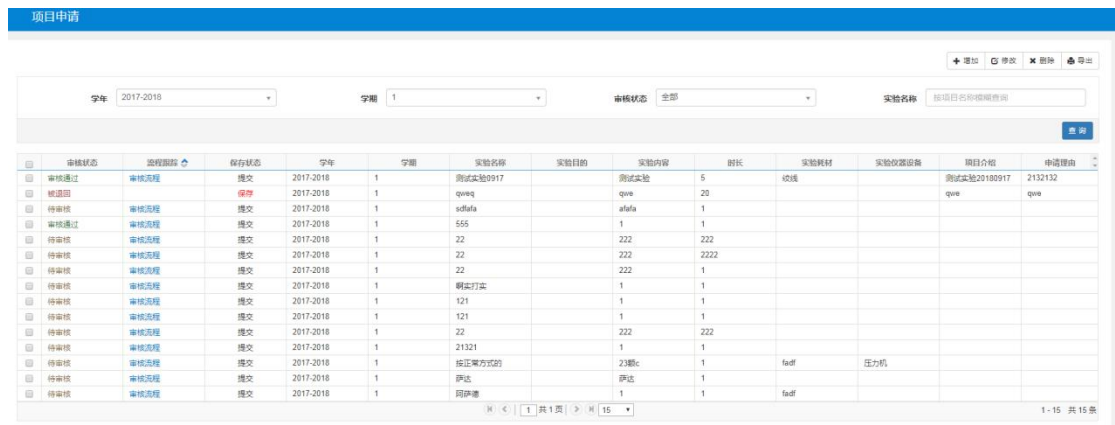 项目申请
增加 修改 删除 导出
学年 2017-2018 学期 1 审核状态 全部 实验名称 按项目名称模糊查询
查询
审核状态 流程跟踪 保存状态 学年 学期 实验名称 实验目的 实验内容 时长 实验耗材 实验仪器设备 项目介绍 申请理由
审核通过 审核流程 提交 2017-2018 1 测试实验0917 测试实验 5 绞线 测试实验20180917 2132132
被退回 保存 2017-2018 1 qweq qwe 20 qwe qwe
待审核 审核流程 提交 2017-2018 1 sdfafa afafa 1
审核通过 审核流程 提交 2017-2018 1 555 1 1
待审核 审核流程 提交 2017-2018 1 22 222 222
待审核 审核流程 提交 2017-2018 1 22 222 2222
待审核 审核流程 提交 2017-2018 1 22 222 1
待审核 审核流程 提交 2017-2018 1 啊实打实 1 1
待审核 审核流程 提交 2017-2018 1 121 1 1
待审核 审核流程 提交 2017-2018 1 121 1 1
待审核 审核流程 提交 2017-2018 1 22 222 222
待审核 审核流程 提交 2017-2018 1 21321 1 1
待审核 审核流程 提交 2017-2018 1 按正常方式的 23颗c 1 fadf 压力机
待审核 审核流程 提交 2017-2018 1 萨达 萨达 1
待审核 审核流程 提交 2017-2018 1 阿萨德 1 1 fadf
1 共1页 15 1 - 15 共15条